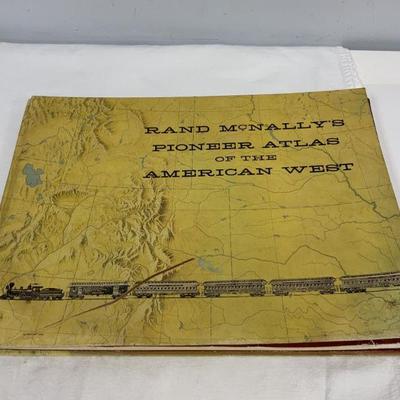 RAND McNALLY'S
PIONEER ATLAS
OF THE
AMERICAN WEST